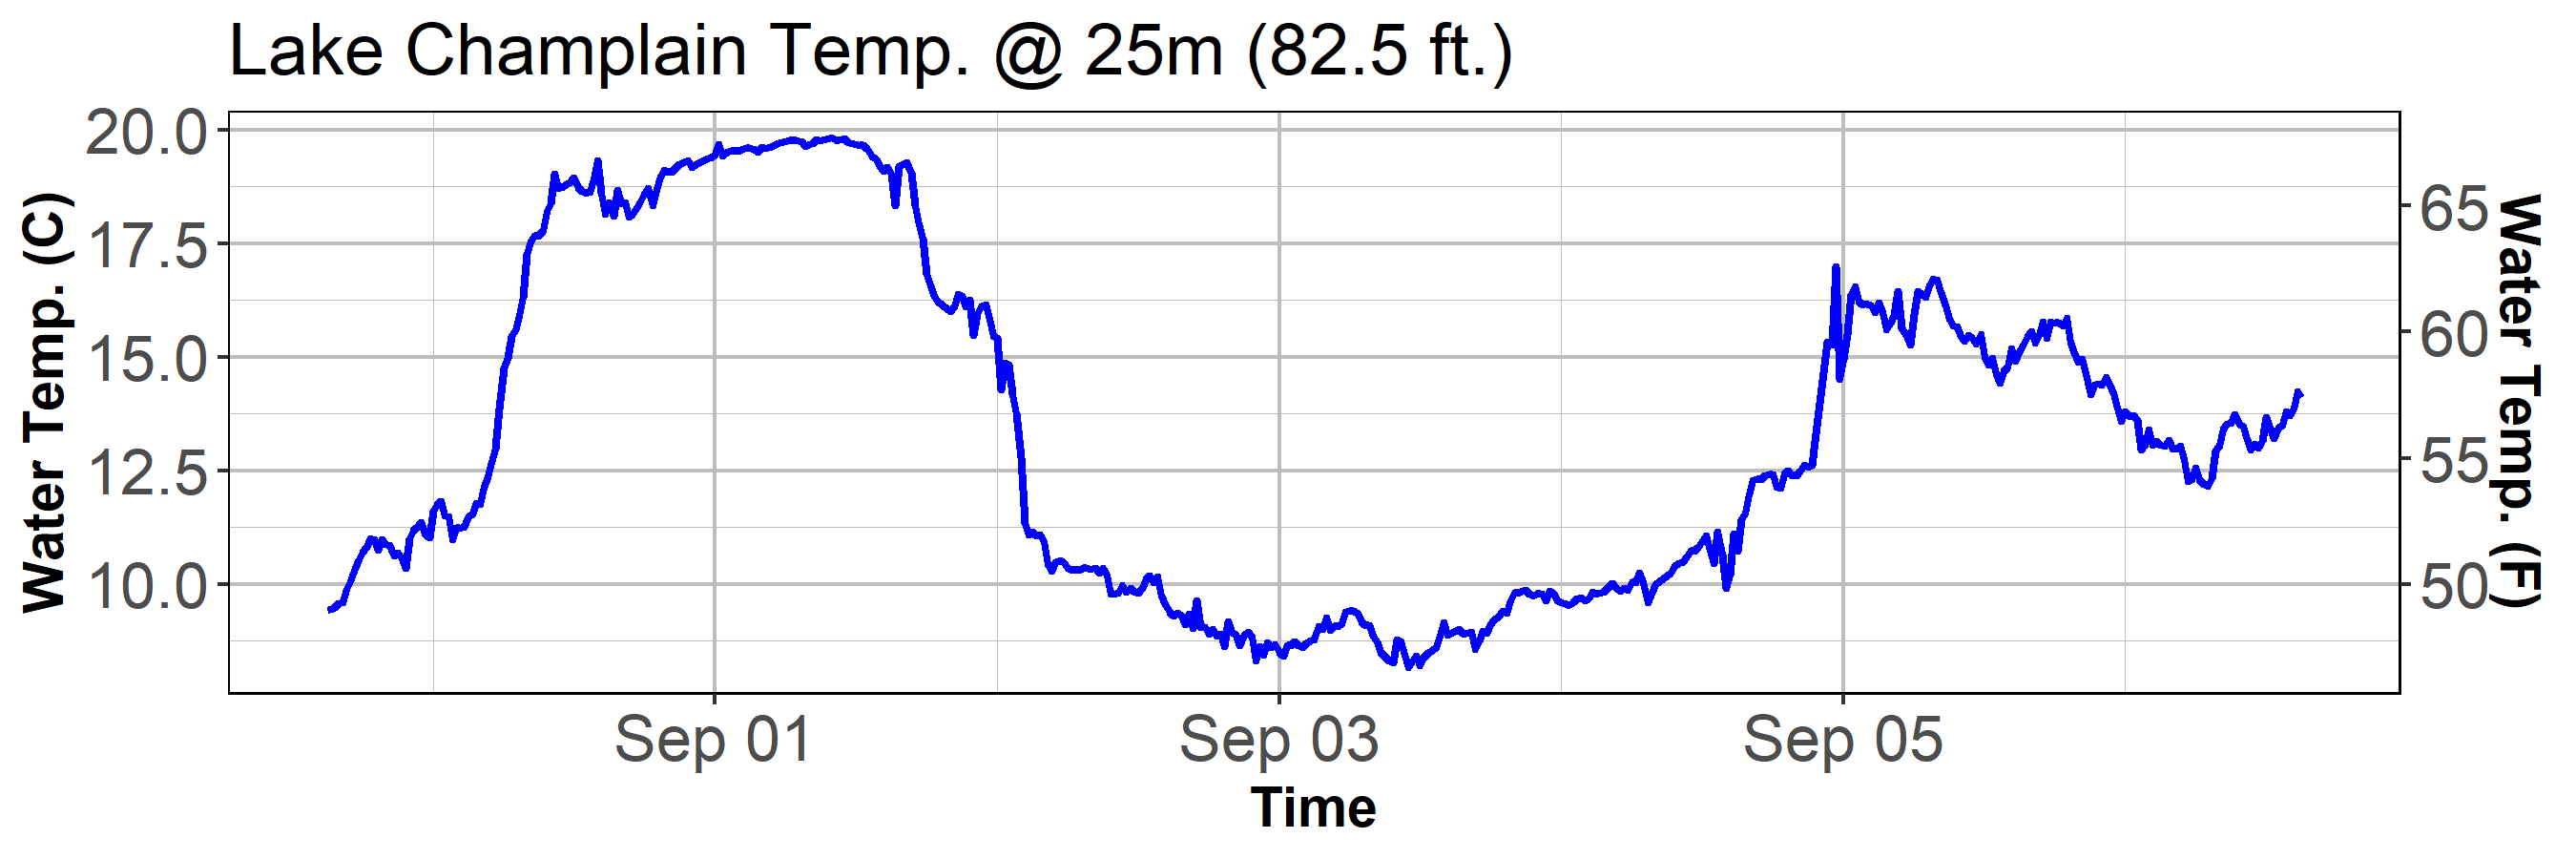 Lake Champlain Temp. @ 25m (82.5 ft.)
Water Temp. (C)
20.0
17.5
15.0
12.5
10.0
65
60
55
50
Water Temp. (F)
Sep 01
Sep 03
Sep 05
Time